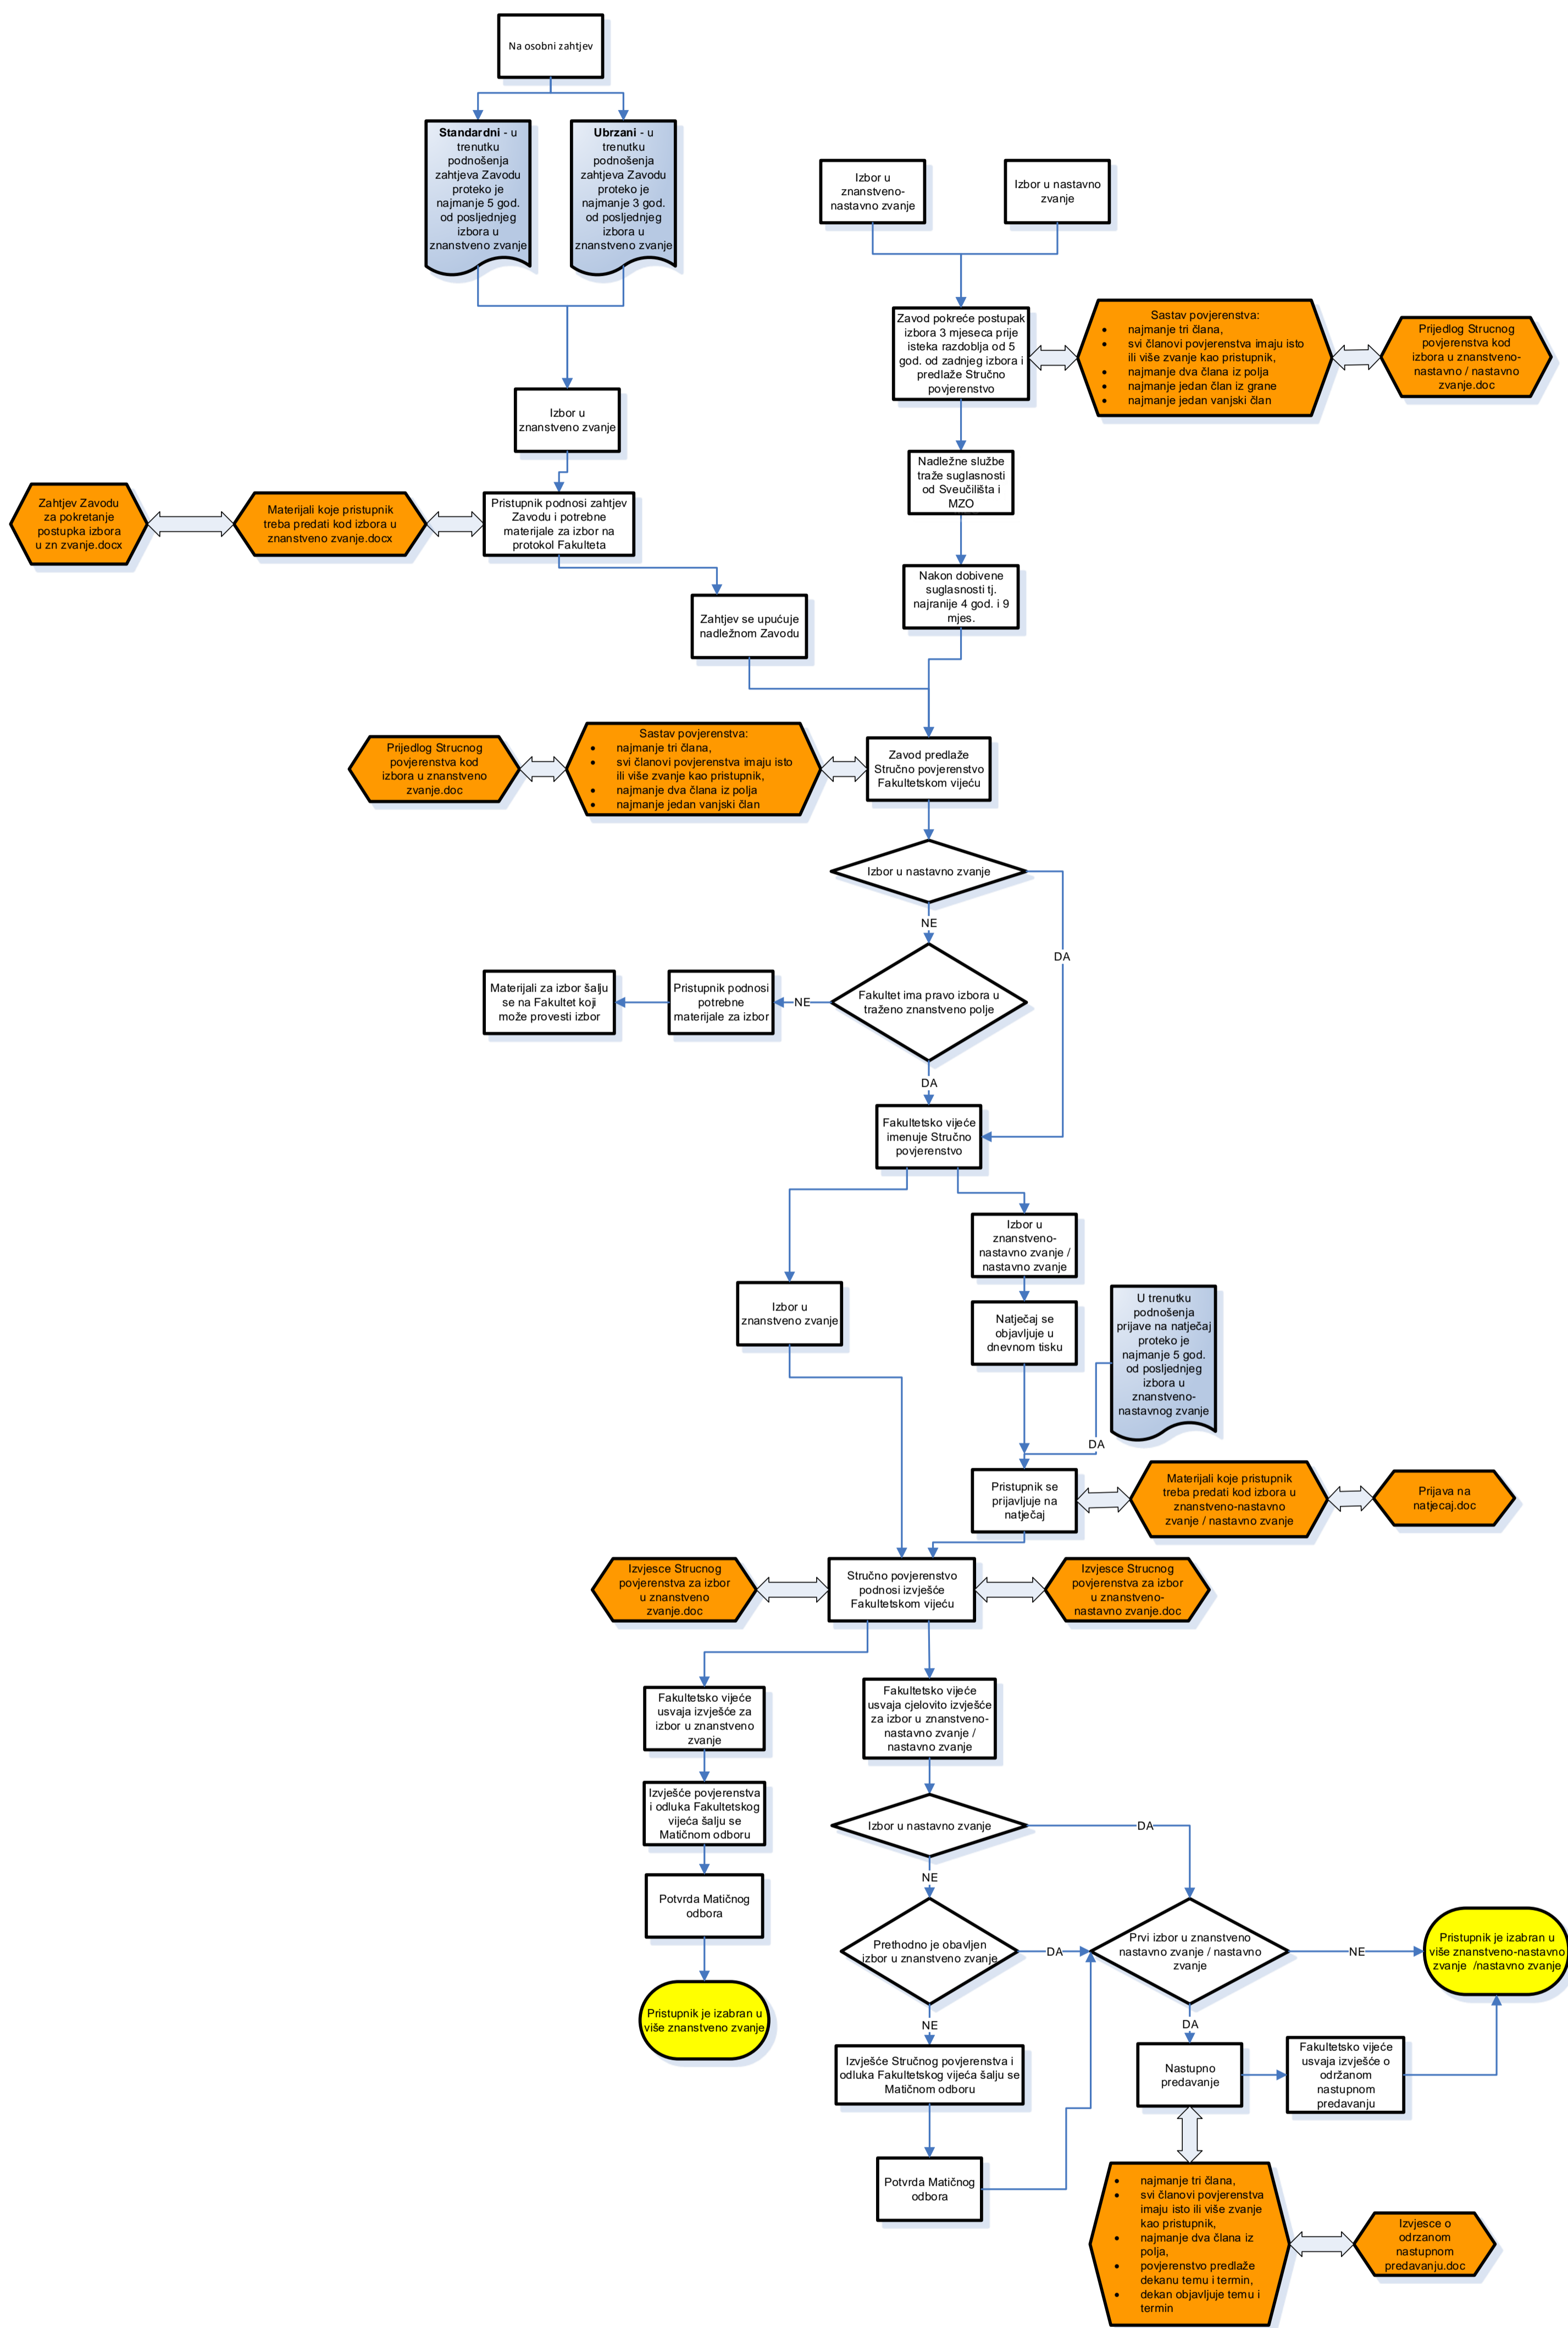 Na osobni zahtjev
Standardni - u
trenutku
podnošenja
zahtjeva Zavodu
proteko je
najmanje 5 god.
od posljednjeg
izbora u
znanstveno zvanje
Ubrzani - u
trenutku
podnošenja
zahtjeva Zavodu
proteko je
najmanje 3 god.
od posljednjeg
izbora u
znanstveno zvanje
Izbor u
znanstveno-
nastavno zvanje
Izbor u nastavno
zvanje
Zavod pokreće postupak
izbora 3 mjeseca prije
isteka razdoblja od 5
god. od zadnjeg izbora i
predlaže Stručno
povjerenstvo
Sastav povjerenstva:
• najmanje tri člana,
• svi članovi povjerenstva imaju isto
ili više zvanje kao pristupnik,
• najmanje dva člana iz polja
• najmanje jedan član iz grane
• najmanje jedan vanjski član
Prijedlog Strucnog
povjerenstva kod
izbora u znanstveno-
nastavno / nastavno
zvanje.doc
Izbor u
znanstveno zvanje
Nadležne službe
traže suglasnosti
od Sveučilišta i
MZO
Zahtjev Zavodu
za pokretanje
postupka izbora
u zn zvanje.docx
Materijali koje pristupnik
treba predati kod izbora u
znanstveno zvanje.docx
Pristupnik podnosi zahtjev
Zavodu i potrebne
materijale za izbor na
protokol Fakulteta
Nakon dobivene
suglasnosti tj.
najranije 4 god. i 9
mjes.
Zahtjev se upućuje
nadležnom Zavodu
Prijedlog Strucnog
povjerenstva kod
izbora u znanstveno
zvanje.doc
Sastav povjerenstva:
• najmanje tri člana,
• svi članovi povjerenstva imaju isto
ili više zvanje kao pristupnik,
• najmanje dva člana iz polja
• najmanje jedan vanjski član
Zavod predlaže
Stručno povjerenstvo
Fakultetskom vijeću
Izbor u nastavno zvanje
NE
DA
Fakultet ima pravo izbora u
traženo znanstveno polje
NE
Pristupnik podnosi
potrebne
materijale za izbor
Materijali za izbor šalju
se na Fakultet koji
može provesti izbor
DA
Fakultetsko vijeće
imenuje Stručno
povjerenstvo
Izbor u
znanstveno-
nastavno zvanje /
nastavno zvanje
Izbor u
znanstveno zvanje
Natječaj se
objavljuje u
dnevnom tisku
U trenutku
podnošenja
prijave na natječaj
proteko je
najmanje 5 god.
od posljednjeg
izbora u
znanstveno-
nastavnog zvanje
DA
Pristupnik se
prijavljuje na
natječaj
Materijali koje pristupnik
treba predati kod izbora u
znanstveno-nastavno
zvanje / nastavno zvanje
Prijava na
natjecaj.doc
Izvjesce Strucnog
povjerenstva za izbor
u znanstveno
zvanje.doc
Stručno povjerenstvo
podnosi izvješće
Fakultetskom vijeću
Izvjesce Strucnog
povjerenstva za izbor
u znanstveno-
nastavno zvanje.doc
Fakultetsko vijeće
usvaja izvješće za
izbor u znanstveno
zvanje
Fakultetsko vijeće
usvaja cjelovito izvješće
za izbor u znanstveno-
nastavno zvanje /
nastavno zvanje
Izvješće povjerenstva
i odluka Fakultetskog
vijeća šalju se
Matičnom odboru
Izbor u nastavno zvanje
DA
NE
Potvrda Matičnog
odbora
Prethodno je obavljen
izbor u znanstveno zvanje
DA
Prvi izbor u znanstveno
nastavno zvanje / nastavno
zvanje
NE
Pristupnik je izabran u
više znanstveno-nastavno
zvanje /nastavno zvanje
Pristupnik je izabran u
više znanstveno zvanje
NE
DA
Izvješće Stručnog povjerenstva i
odluka Fakultetskog vijeća šalju se
Matičnom odboru
Nastupno
predavanje
Fakultetsko vijeće
usvaja izvješće o
održanom
nastupnom
predavanju
Potvrda Matičnog
odbora
• najmanje tri člana,
• svi članovi povjerenstva
imaju isto ili više zvanje
kao pristupnik,
• najmanje dva člana iz
polja,
• povjerenstvo predlaže
dekanu temu i termin,
• dekan objavljuje temu i
termin
Izvjesce o
odrzanom
nastupnom
predavanju.doc